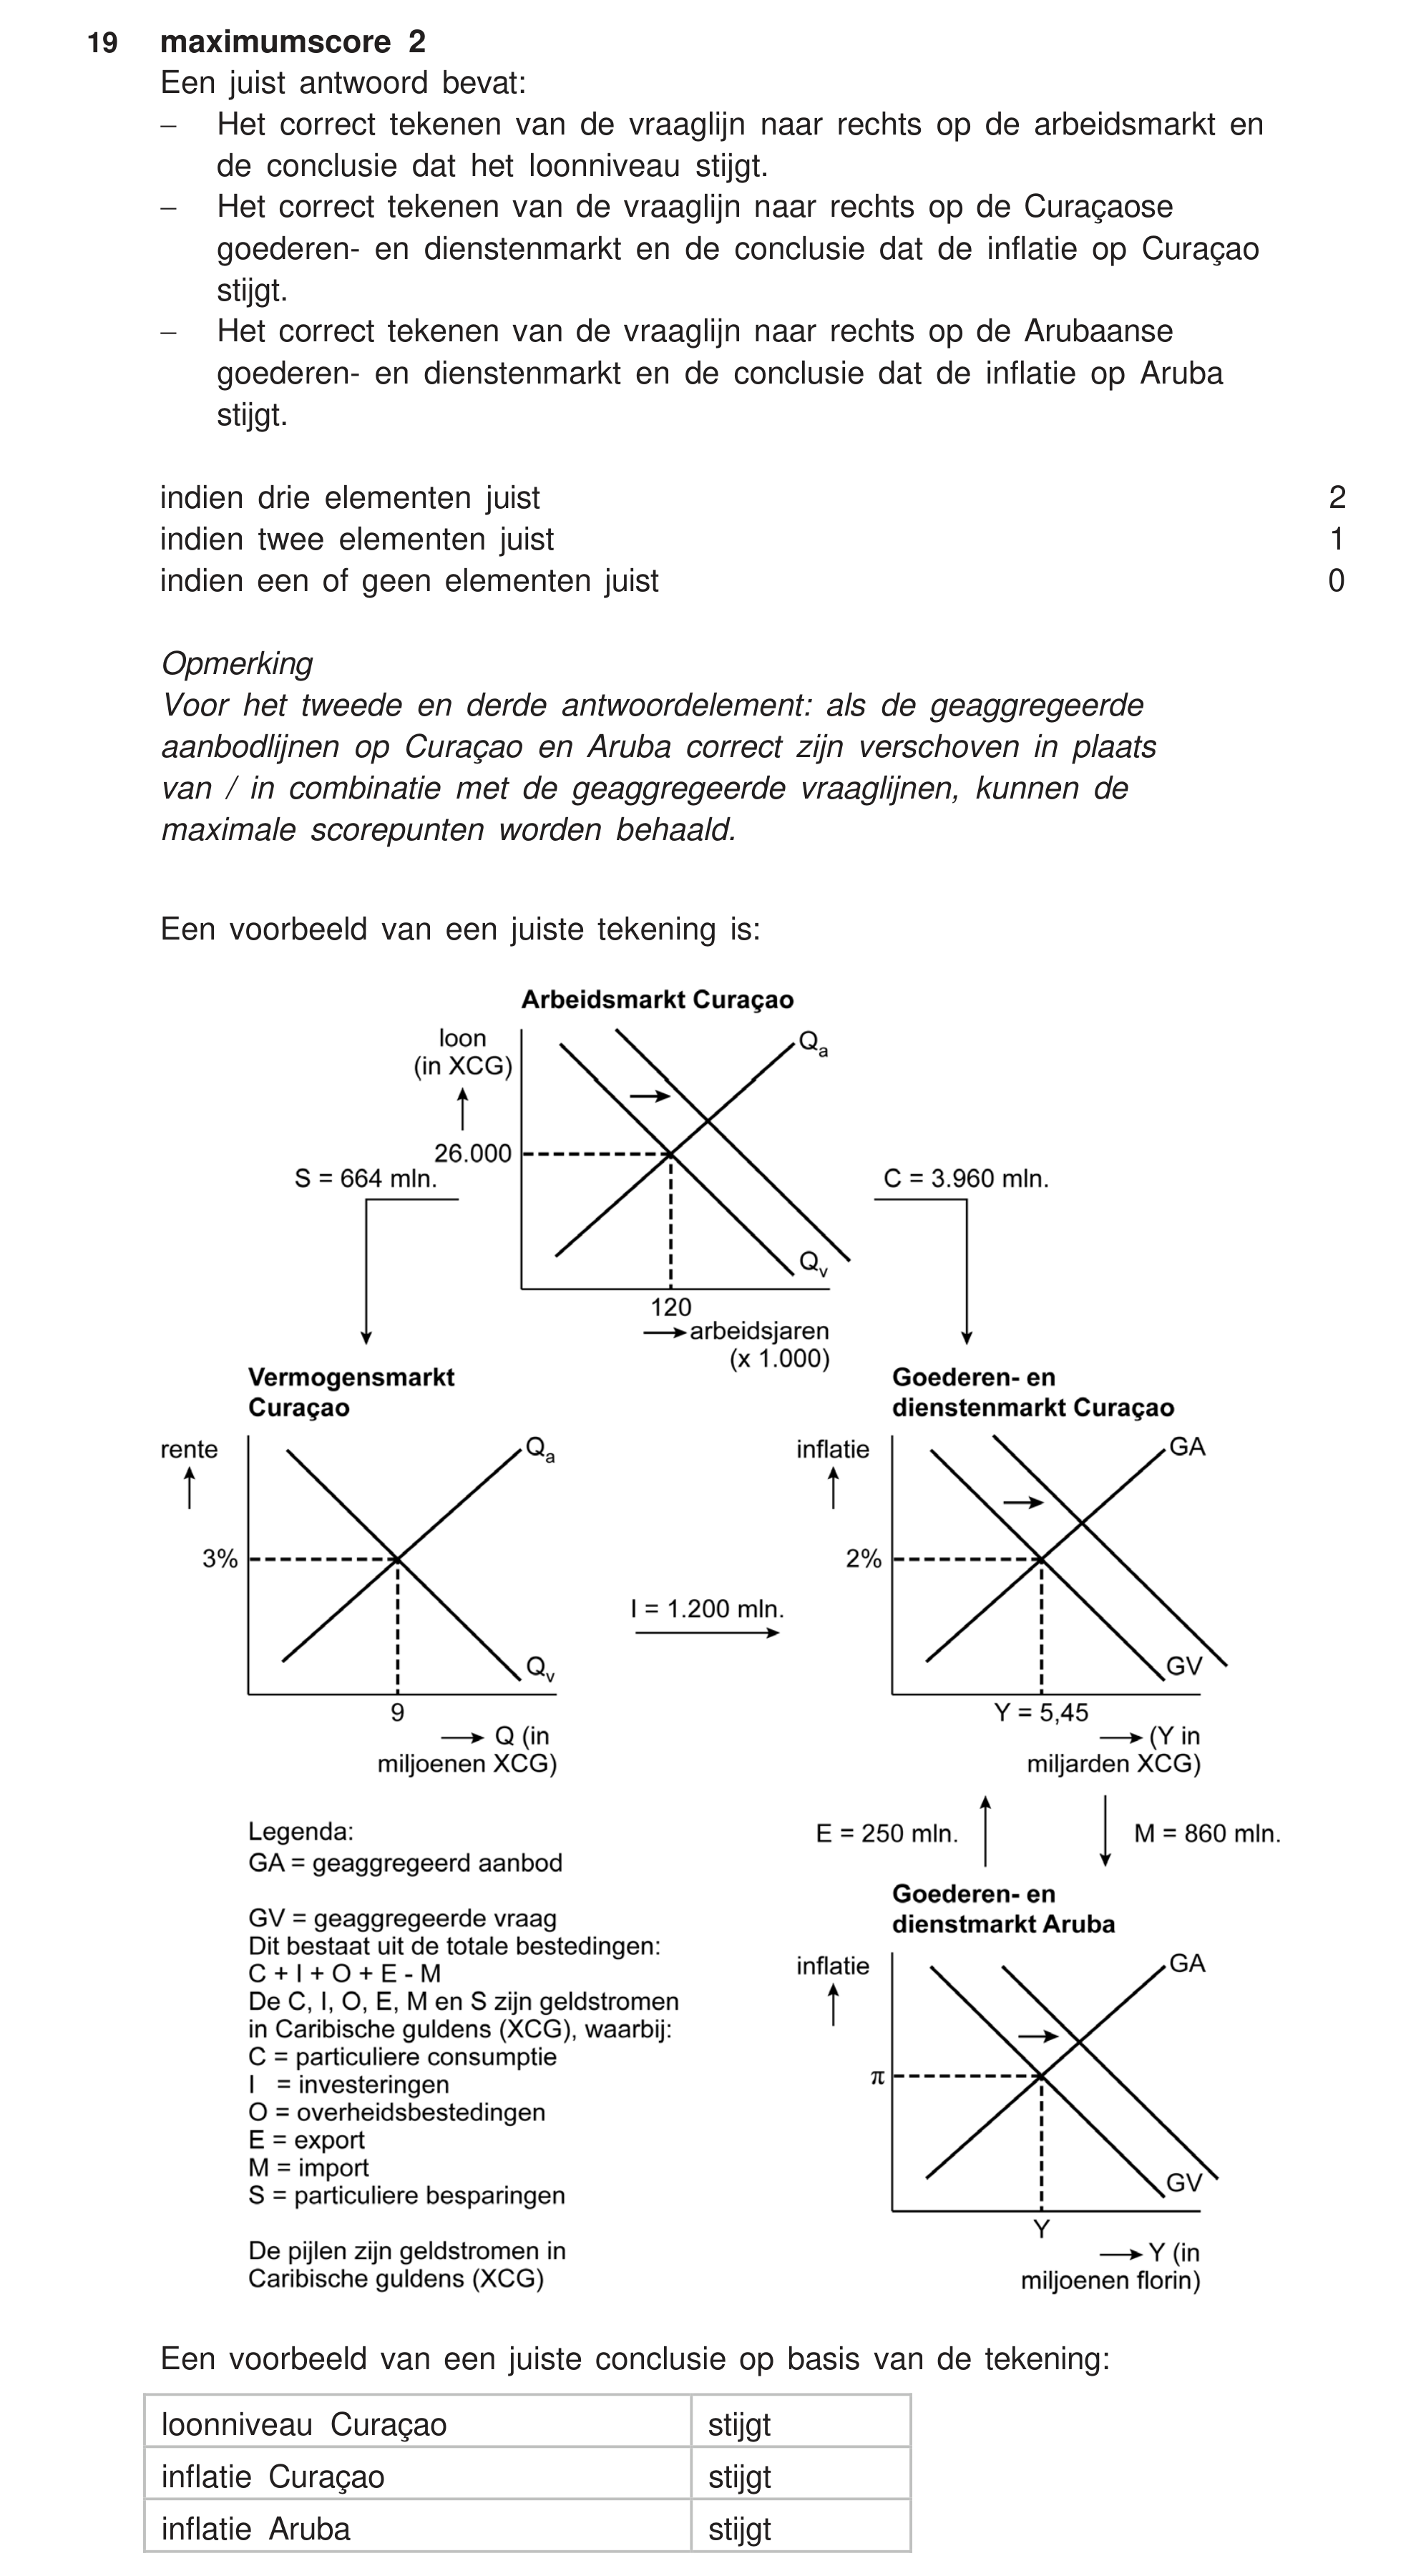 19 maximumscore 2
Een juist antwoord bevat:
– Het correct tekenen van de vraaglijn naar rechts op de arbeidsmarkt en
de conclusie dat het loonniveau stijgt.
– Het correct tekenen van de vraaglijn naar rechts op de Curaçaose
goederen- en dienstenmarkt en de conclusie dat de inflatie op Curaçao
stijgt.
– Het correct tekenen van de vraaglijn naar rechts op de Arubaanse
goederen- en dienstenmarkt en de conclusie dat de inflatie op Aruba
stijgt.
indien drie elementen juist 2
indien twee elementen juist 1
indien een of geen elementen juist 0
Opmerking
Voor het tweede en derde antwoordelement: als de geaggregeerde
aanbodlijnen op Curaçao en Aruba correct zijn verschoven in plaats
van / in combinatie met de geaggregeerde vraaglijnen, kunnen de
maximale scorepunten worden behaald.
Een voorbeeld van een juiste tekening is:
Arbeidsmarkt Curaçao
loon
(in XCG)
Qa
26.000
Qv
120
arbeidsjaren
(x 1.000)
S = 664 mln.
C = 3.960 mln.
Vermogensmarkt
Curaçao
rente
Qa
3%
Qv
9
Q (in
miljoenen XCG)
I = 1.200 mln.
Goederen- en
dienstenmarkt Curaçao
inflatie
GA
2%
GV
Y = 5,45
(Y in
miljarden XCG)
E = 250 mln.
M = 860 mln.
Legenda:
GA = geaggregeerd aanbod
GV = geaggregeerde vraag
Dit bestaat uit de totale bestedingen:
C + I + O + E - M
De C, I, O, E, M en S zijn geldstromen
in Caribische guldens (XCG), waarbij:
C = particuliere consumptie
I = investeringen
O = overheidsbestedingen
E = export
M = import
S = particuliere besparingen
De pijlen zijn geldstromen in
Caribische guldens (XCG)
Goederen- en
dienstmarkt Aruba
inflatie
GA
π
GV
Y
Y (in
miljoenen florin)
Een voorbeeld van een juiste conclusie op basis van de tekening:
loonniveau Curaçao stijgt
inflatie Curaçao stijgt
inflatie Aruba stijgt